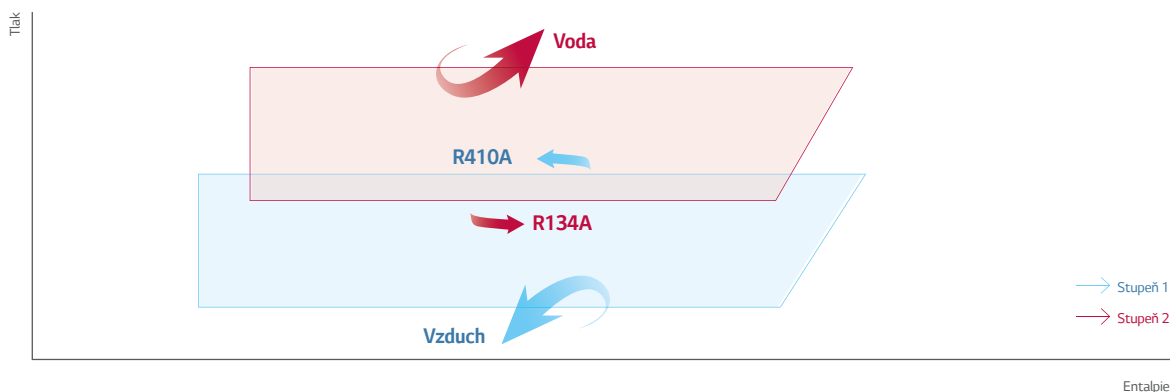 Tlak
Voda
R410A
R134A
Vzduch
Stupeň 1
Stupeň 2
Entalpie